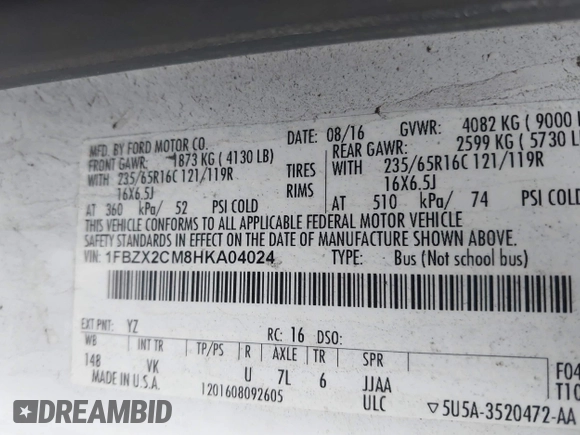 MFD. BY FORD MOTOR CO.
DATE: 08/16 GVWR: 4082 KG ( 9000
FRONT GAWR: 1873 KG ( 4130 LB)
REAR GAWR: 2599 KG ( 5730
WITH 235/65R16C 121/119R TIRES WITH 235/65R16C 121/119R
16X6.5J RIMS 16X6.5J
AT 360 kPa/ 52 PSI COLD AT 510 kPa/ 74 PSI COLD
THIS VEHICLE CONFORMS TO ALL APPLICABLE FEDERAL MOTOR VEHICLE
SAFETY STANDARDS IN EFFECT ON THE DATE OF MANUFACTURE SHOWN ABOVE.
VIN: 1FBZX2CM8HKA04024 TYPE: Bus (Not school bus)
EXT PNT: YZ RC: 16 DSO:
WB INT TR TP/PS R AXLE TR SPR
148 VK U 7L 6 JJAA
MADE IN U.S.A. 1201608092605 ULC
5U5A-3520472-AA
CARDEALSBID